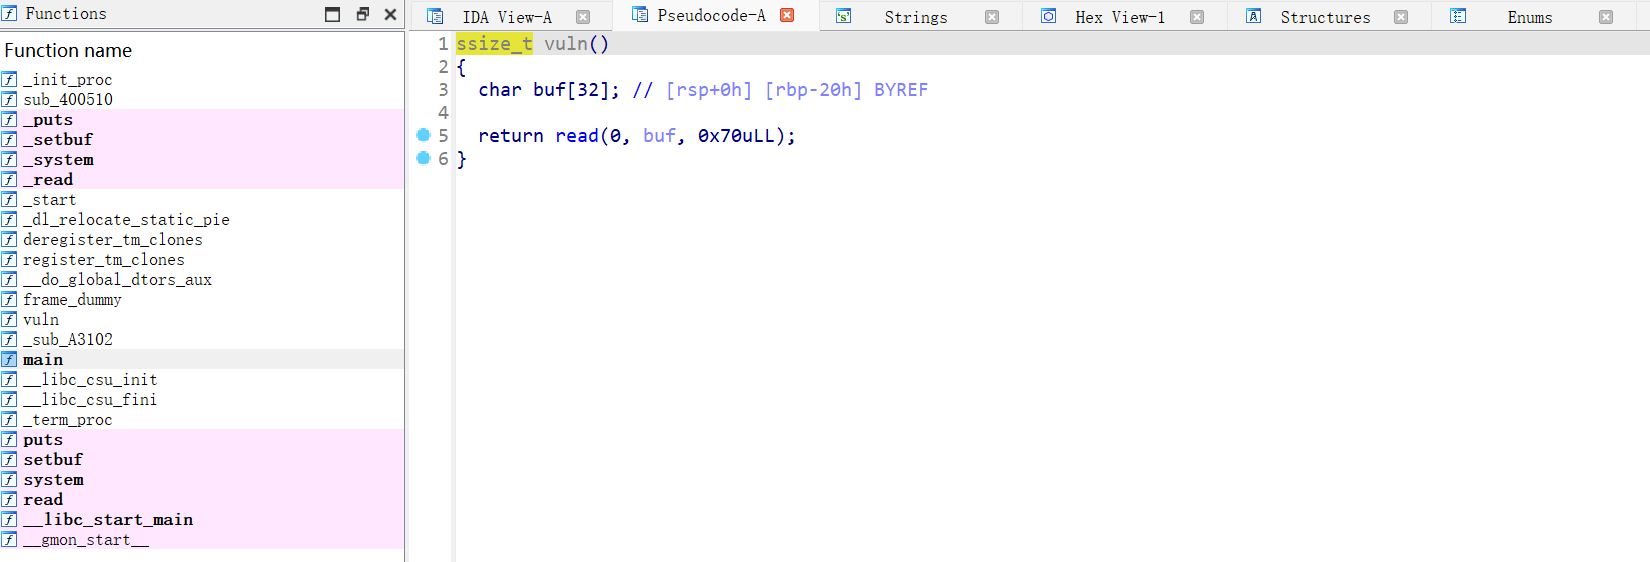 Functions
Function name
_init_proc
sub_400510
_puts
_setbuf
_system
_read
_start
_dl_relocate_static_pie
deregister_tm_clones
register_tm_clones
__do_global_dtors_aux
frame_dummy
vuln
_sub_A3102
main
__libc_csu_init
__libc_csu_fini
_term_proc
puts
setbuf
system
read
__libc_start_main
__gmon_start__
IDA View-A Pseudocode-A Strings Hex View-1 Structures Enums
1 ssize_t vuln()
2 {
3   char buf[32]; // [rsp+0h] [rbp-20h] BYREF
4
5   return read(0, buf, 0x70uLL);
6 }